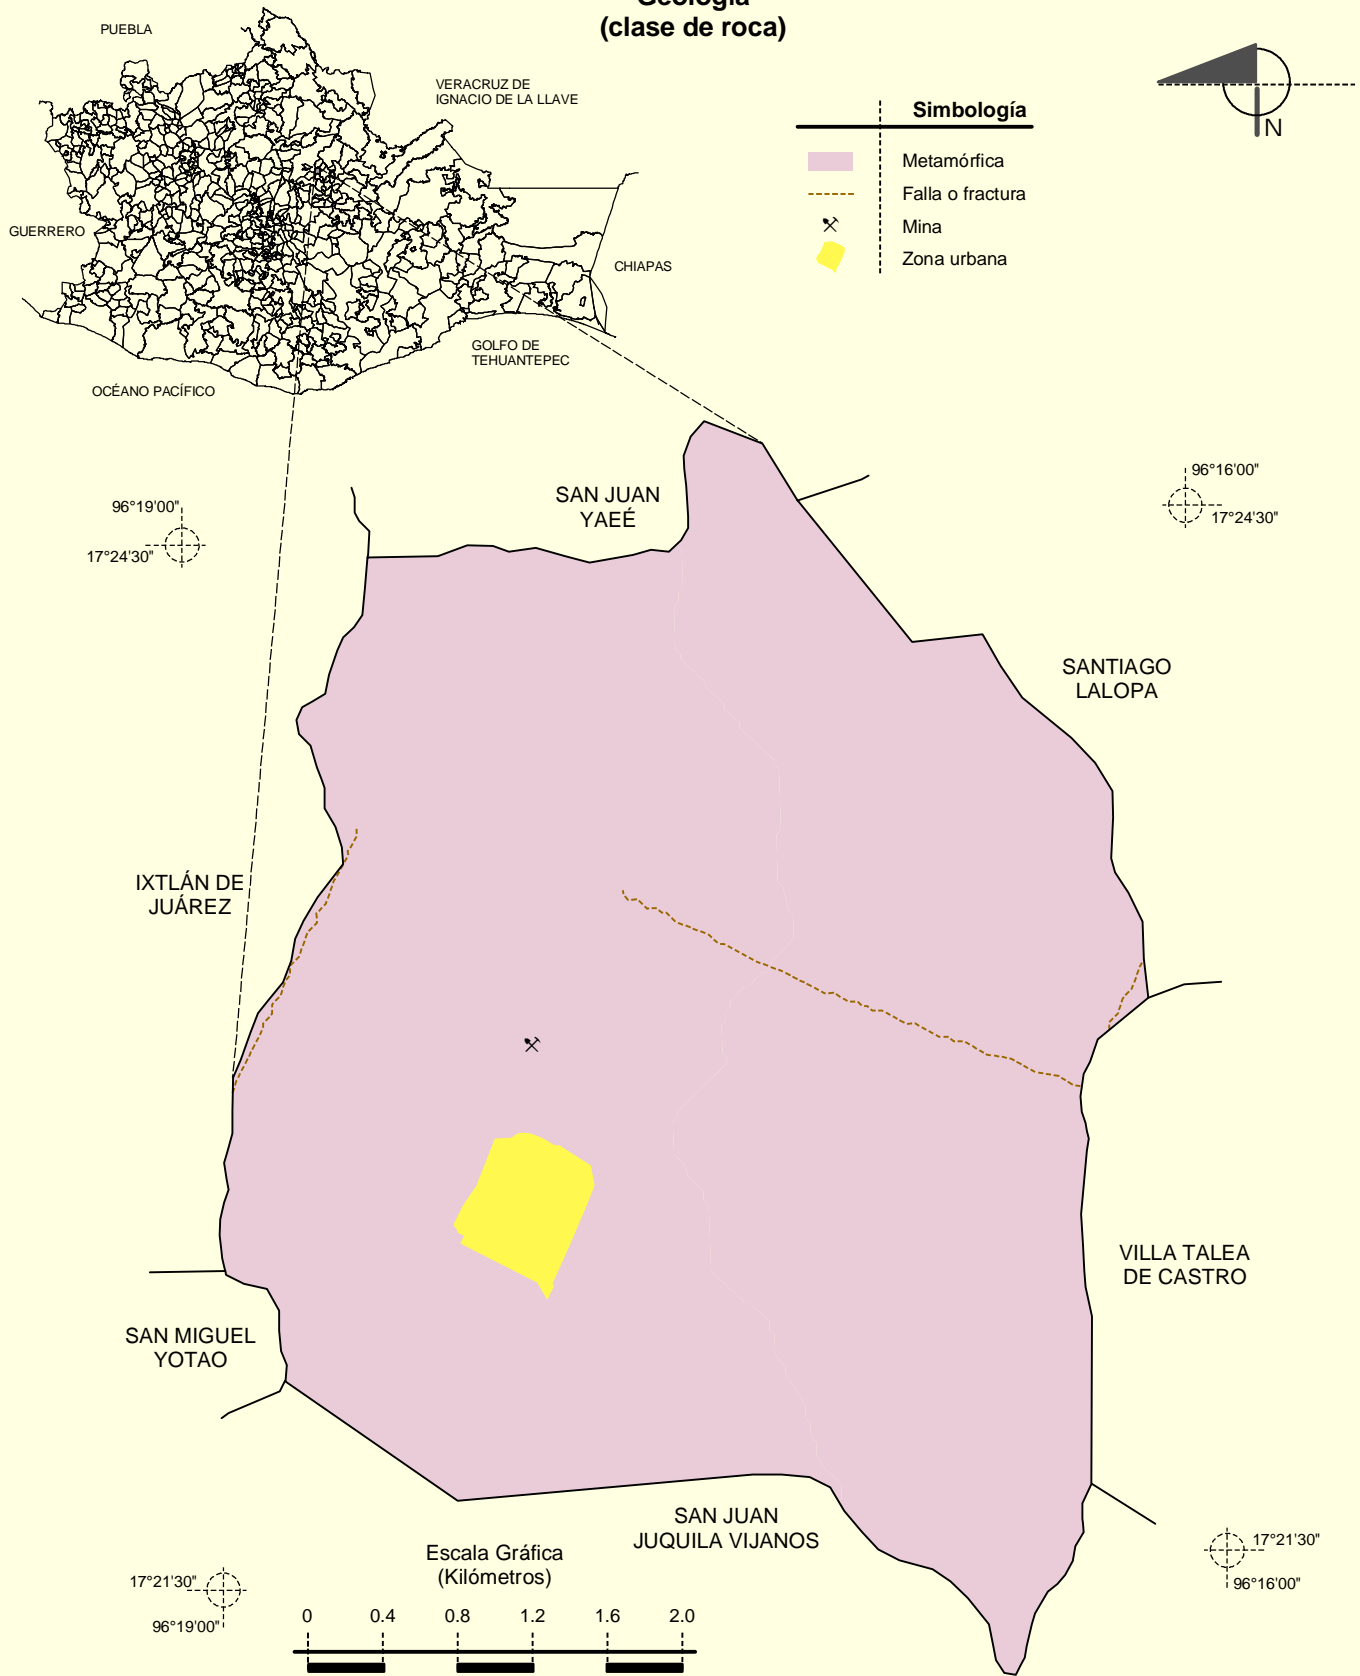 Geología
(clase de roca)
PUEBLA
VERACRUZ DE
IGNACIO DE LA LLAVE
GUERRERO
CHIAPAS
GOLFO DE
TEHUANTEPEC
OCÉANO PACÍFICO
Simbología
Metamórfica
Falla o fractura
Mina
Zona urbana
N
96°19'00"
17°24'30"
96°16'00"
17°24'30"
SAN JUAN
YAEÉ
SANTIAGO
LALOPA
IXTLÁN DE
JUÁREZ
VILLA TALEA
DE CASTRO
SAN MIGUEL
YOTAO
SAN JUAN
JUQUILA VIJANOS
17°21'30"
96°19'00"
17°21'30"
96°16'00"
Escala Gráfica
(Kilómetros)
0 0.4 0.8 1.2 1.6 2.0